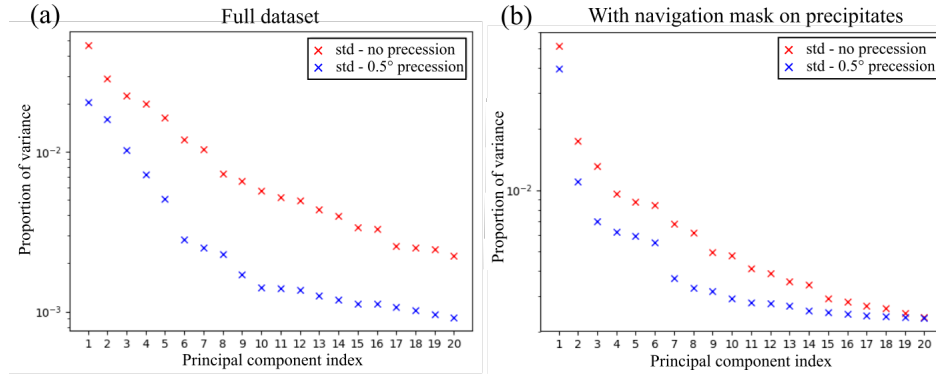 (a)
Full dataset
std - no precession
std - 0.5° precession
Proportion of variance
10⁻²
10⁻³
1 2 3 4 5 6 7 8 9 10 11 12 13 14 15 16 17 18 19 20
Principal component index
(b)
With navigation mask on precipitates
std - no precession
std - 0.5° precession
Proportion of variance
10⁻²
1 2 3 4 5 6 7 8 9 10 11 12 13 14 15 16 17 18 19 20
Principal component index